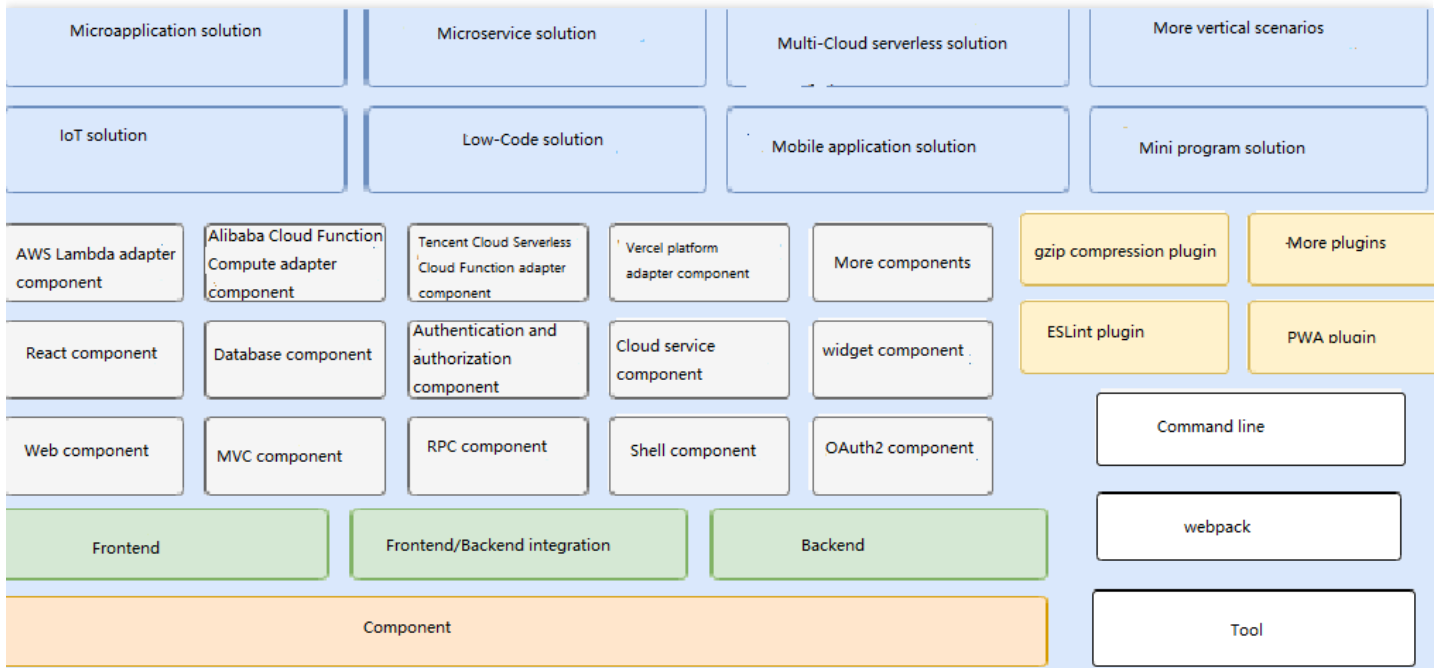 Microapplication solution
Microservice solution
Multi-Cloud serverless solution
More vertical scenarios
IoT solution
Low-Code solution
Mobile application solution
Mini program solution
AWS Lambda adapter
component
Alibaba Cloud Function
Compute adapter
component
Tencent Cloud Serverless
Cloud Function adapter
component
Vercel platform
adapter component
More components
gzip compression plugin
More plugins
React component
Database component
Authentication and
authorization
component
Cloud service
component
widget component
ESLint plugin
PWA plugin
Web component
MVC component
RPC component
Shell component
OAuth2 component
Command line
webpack
Frontend
Frontend/Backend integration
Backend
Component
Tool